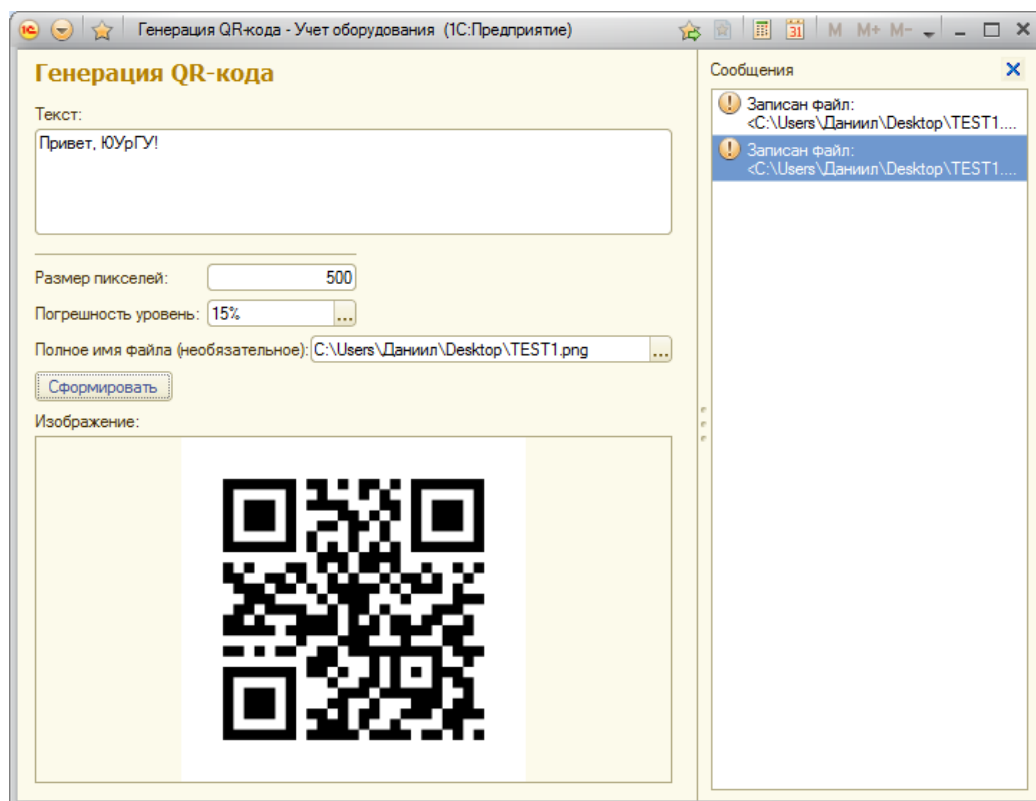 1С Генерация QR-кода - Учет оборудования (1С:Предприятие) 31 M M+ M-
Генерация QR-кода
Текст:
Привет, ЮУрГУ!
Размер пикселей: 500
Погрешность уровень: 15% ...
Полное имя файла (необязательное): C:\Users\Даниил\Desktop\TEST1.png ...
Сформировать
Изображение:
Сообщения
Записан файл:
<C:\Users\Даниил\Desktop\TEST1....
Записан файл:
<C:\Users\Даниил\Desktop\TEST1....